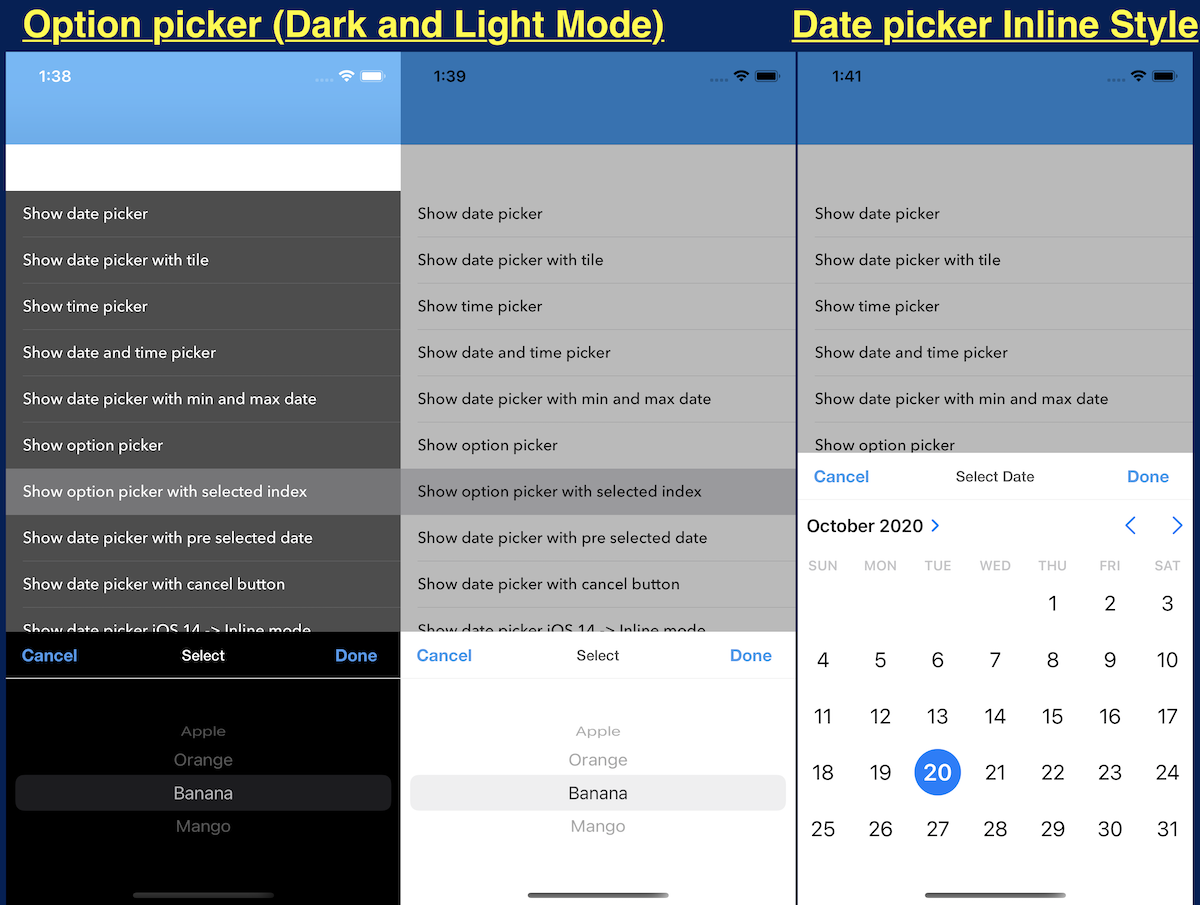 Option picker (Dark and Light Mode)
Date picker Inline Style
1:38
Show date picker
Show date picker with tile
Show time picker
Show date and time picker
Show date picker with min and max date
Show option picker
Show option picker with selected index
Show date picker with pre selected date
Show date picker with cancel button
Show date picker iOS 14 -> Inline mode
Cancel Select Done
Apple
Orange
Banana
Mango
1:39
Show date picker
Show date picker with tile
Show time picker
Show date and time picker
Show date picker with min and max date
Show option picker
Show option picker with selected index
Show date picker with pre selected date
Show date picker with cancel button
Show date picker iOS 14 -> Inline mode
Cancel Select Done
Apple
Orange
Banana
Mango
1:41
Show date picker
Show date picker with tile
Show time picker
Show date and time picker
Show date picker with min and max date
Show option picker
Cancel Select Date Done
October 2020 >
SUN MON TUE WED THU FRI SAT
1 2 3
4 5 6 7 8 9 10
11 12 13 14 15 16 17
18 19 20 21 22 23 24
25 26 27 28 29 30 31